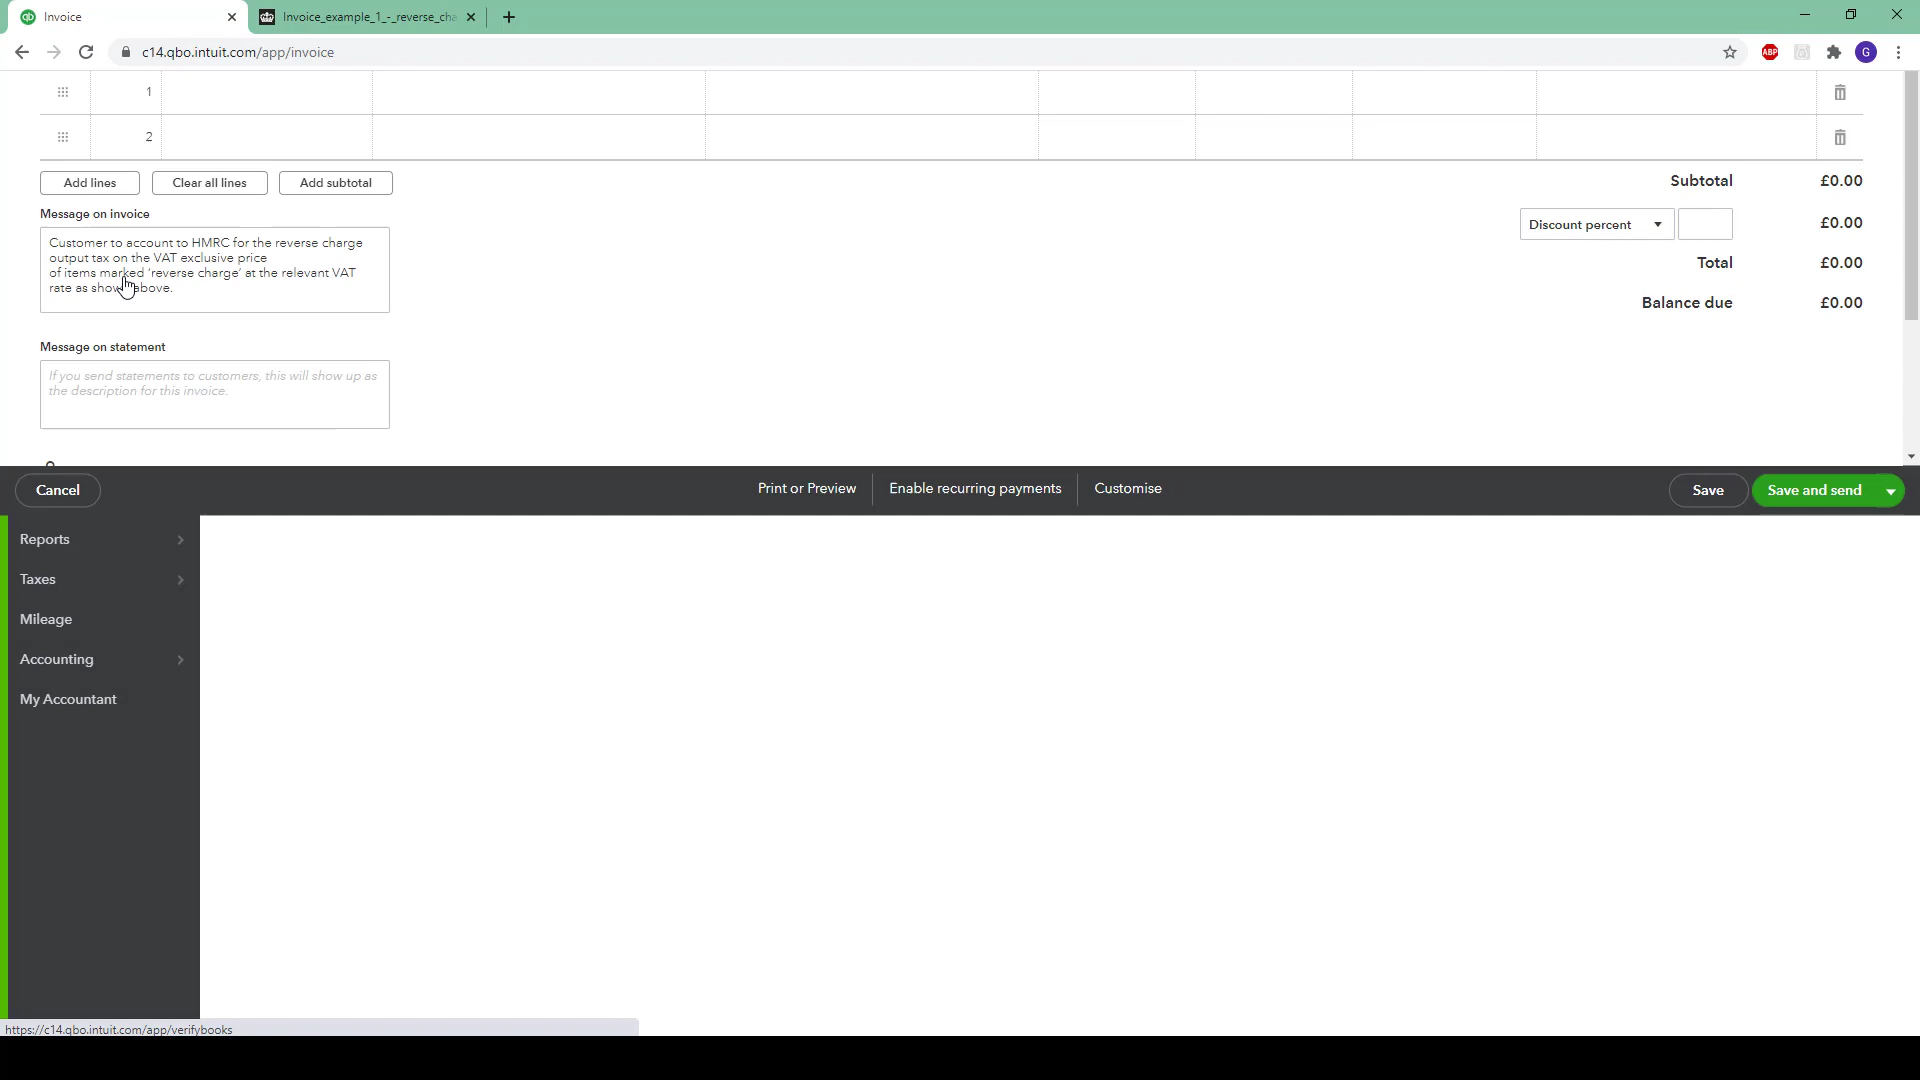 Invoice
Invoice_example_1_-_reverse_cha
c14.qbo.intuit.com/app/invoice
ABP
G
1
2
Add lines
Clear all lines
Add subtotal
Subtotal
£0.00
Message on invoice
Customer to account to HMRC for the reverse charge
output tax on the VAT exclusive price
of items marked ‘reverse charge’ at the relevant VAT
rate as shown above.
Discount percent
£0.00
Total
£0.00
Balance due
£0.00
Message on statement
If you send statements to customers, this will show up as
the description for this invoice.
Cancel
Print or Preview
Enable recurring payments
Customise
Save
Save and send
Reports
Taxes
Mileage
Accounting
My Accountant
https://c14.qbo.intuit.com/app/verifybooks